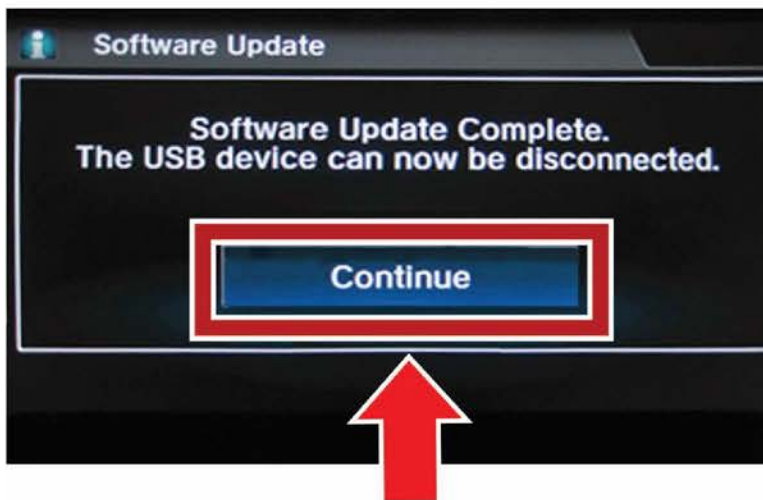 Software Update
Software Update Complete.
The USB device can now be disconnected.
Continue